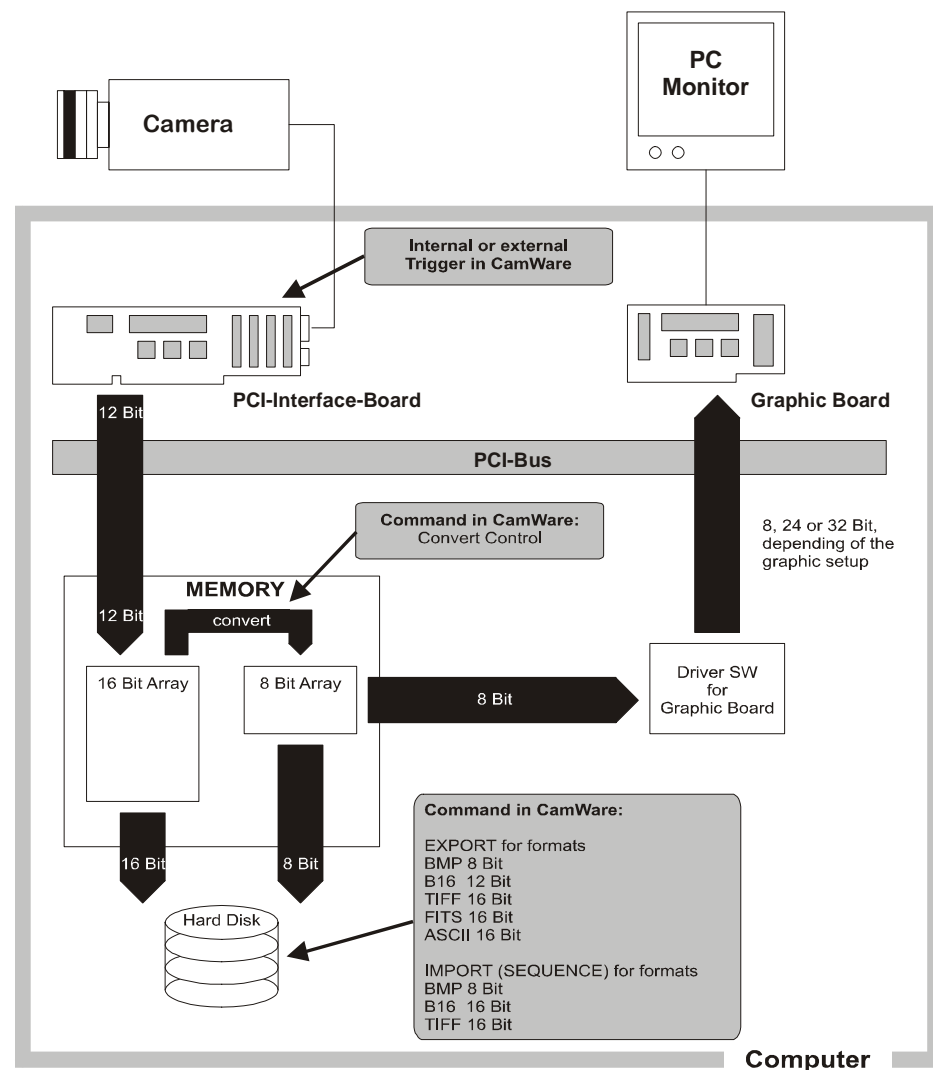 PC
Monitor
Camera
Internal or external
Trigger in CamWare
PCI-Interface-Board
Graphic Board
12 Bit
PCI-Bus
Command in CamWare:
Convert Control
8, 24 or 32 Bit,
depending of the
graphic setup
MEMORY
12 Bit
convert
16 Bit Array
8 Bit Array
8 Bit
Driver SW
for
Graphic Board
16 Bit
8 Bit
Hard Disk
Command in CamWare:
EXPORT for formats
BMP 8 Bit
B16 12 Bit
TIFF 16 Bit
FITS 16 Bit
ASCII 16 Bit
IMPORT (SEQUENCE) for formats
BMP 8 Bit
B16 16 Bit
TIFF 16 Bit
Computer